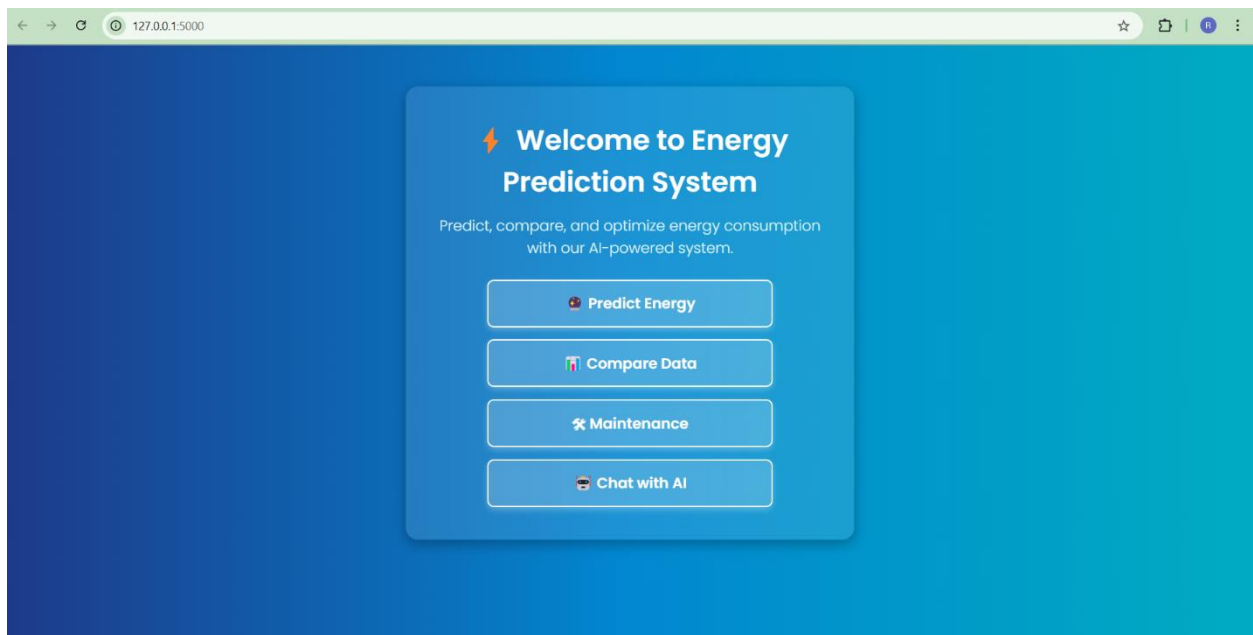 127.0.0.1:5000
R
⚡ Welcome to Energy
Prediction System
Predict, compare, and optimize energy consumption
with our AI-powered system.
🔮 Predict Energy
📊 Compare Data
🛠 Maintenance
🤖 Chat with AI